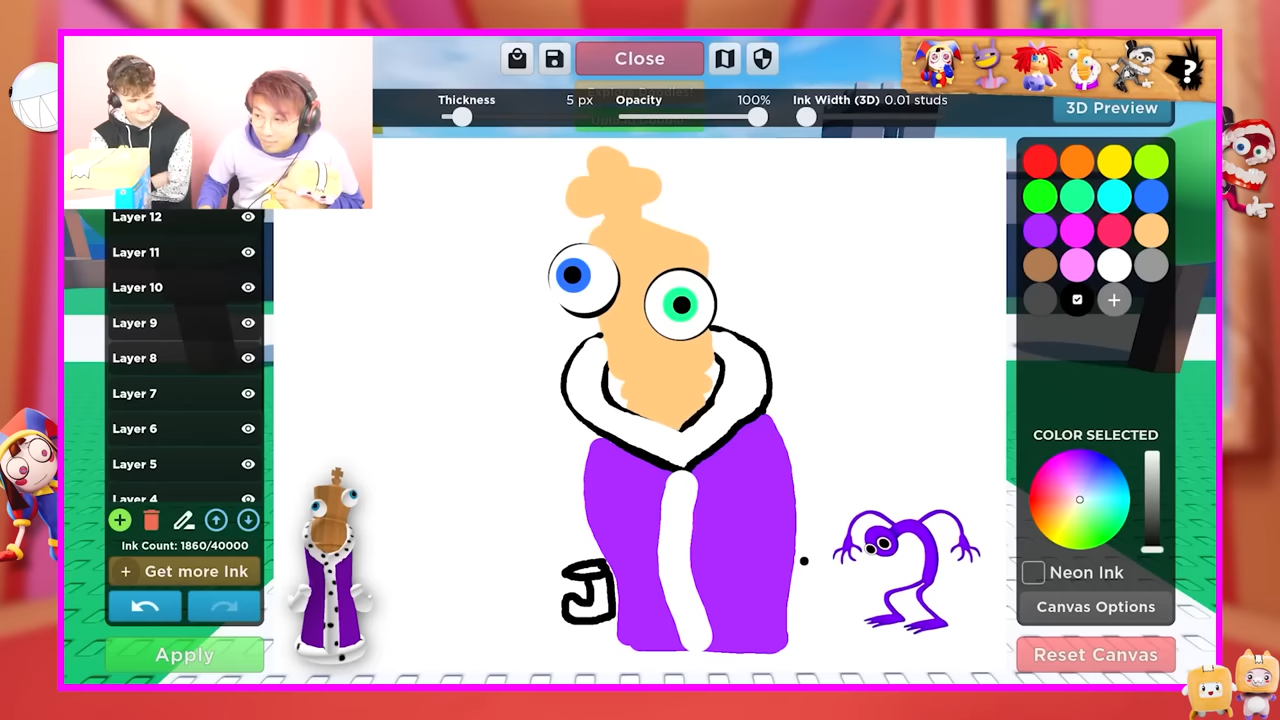 Close
Thickness 5 px Opacity 100% Ink Width (3D) 0.01 studs
3D Preview
?
Layer 12
Layer 11
Layer 10
Layer 9
Layer 8
Layer 7
Layer 6
Layer 5
Layer 4
Ink Count: 1860/40000
+ Get more Ink
Apply
J
+
COLOR SELECTED
Neon Ink
Canvas Options
Reset Canvas